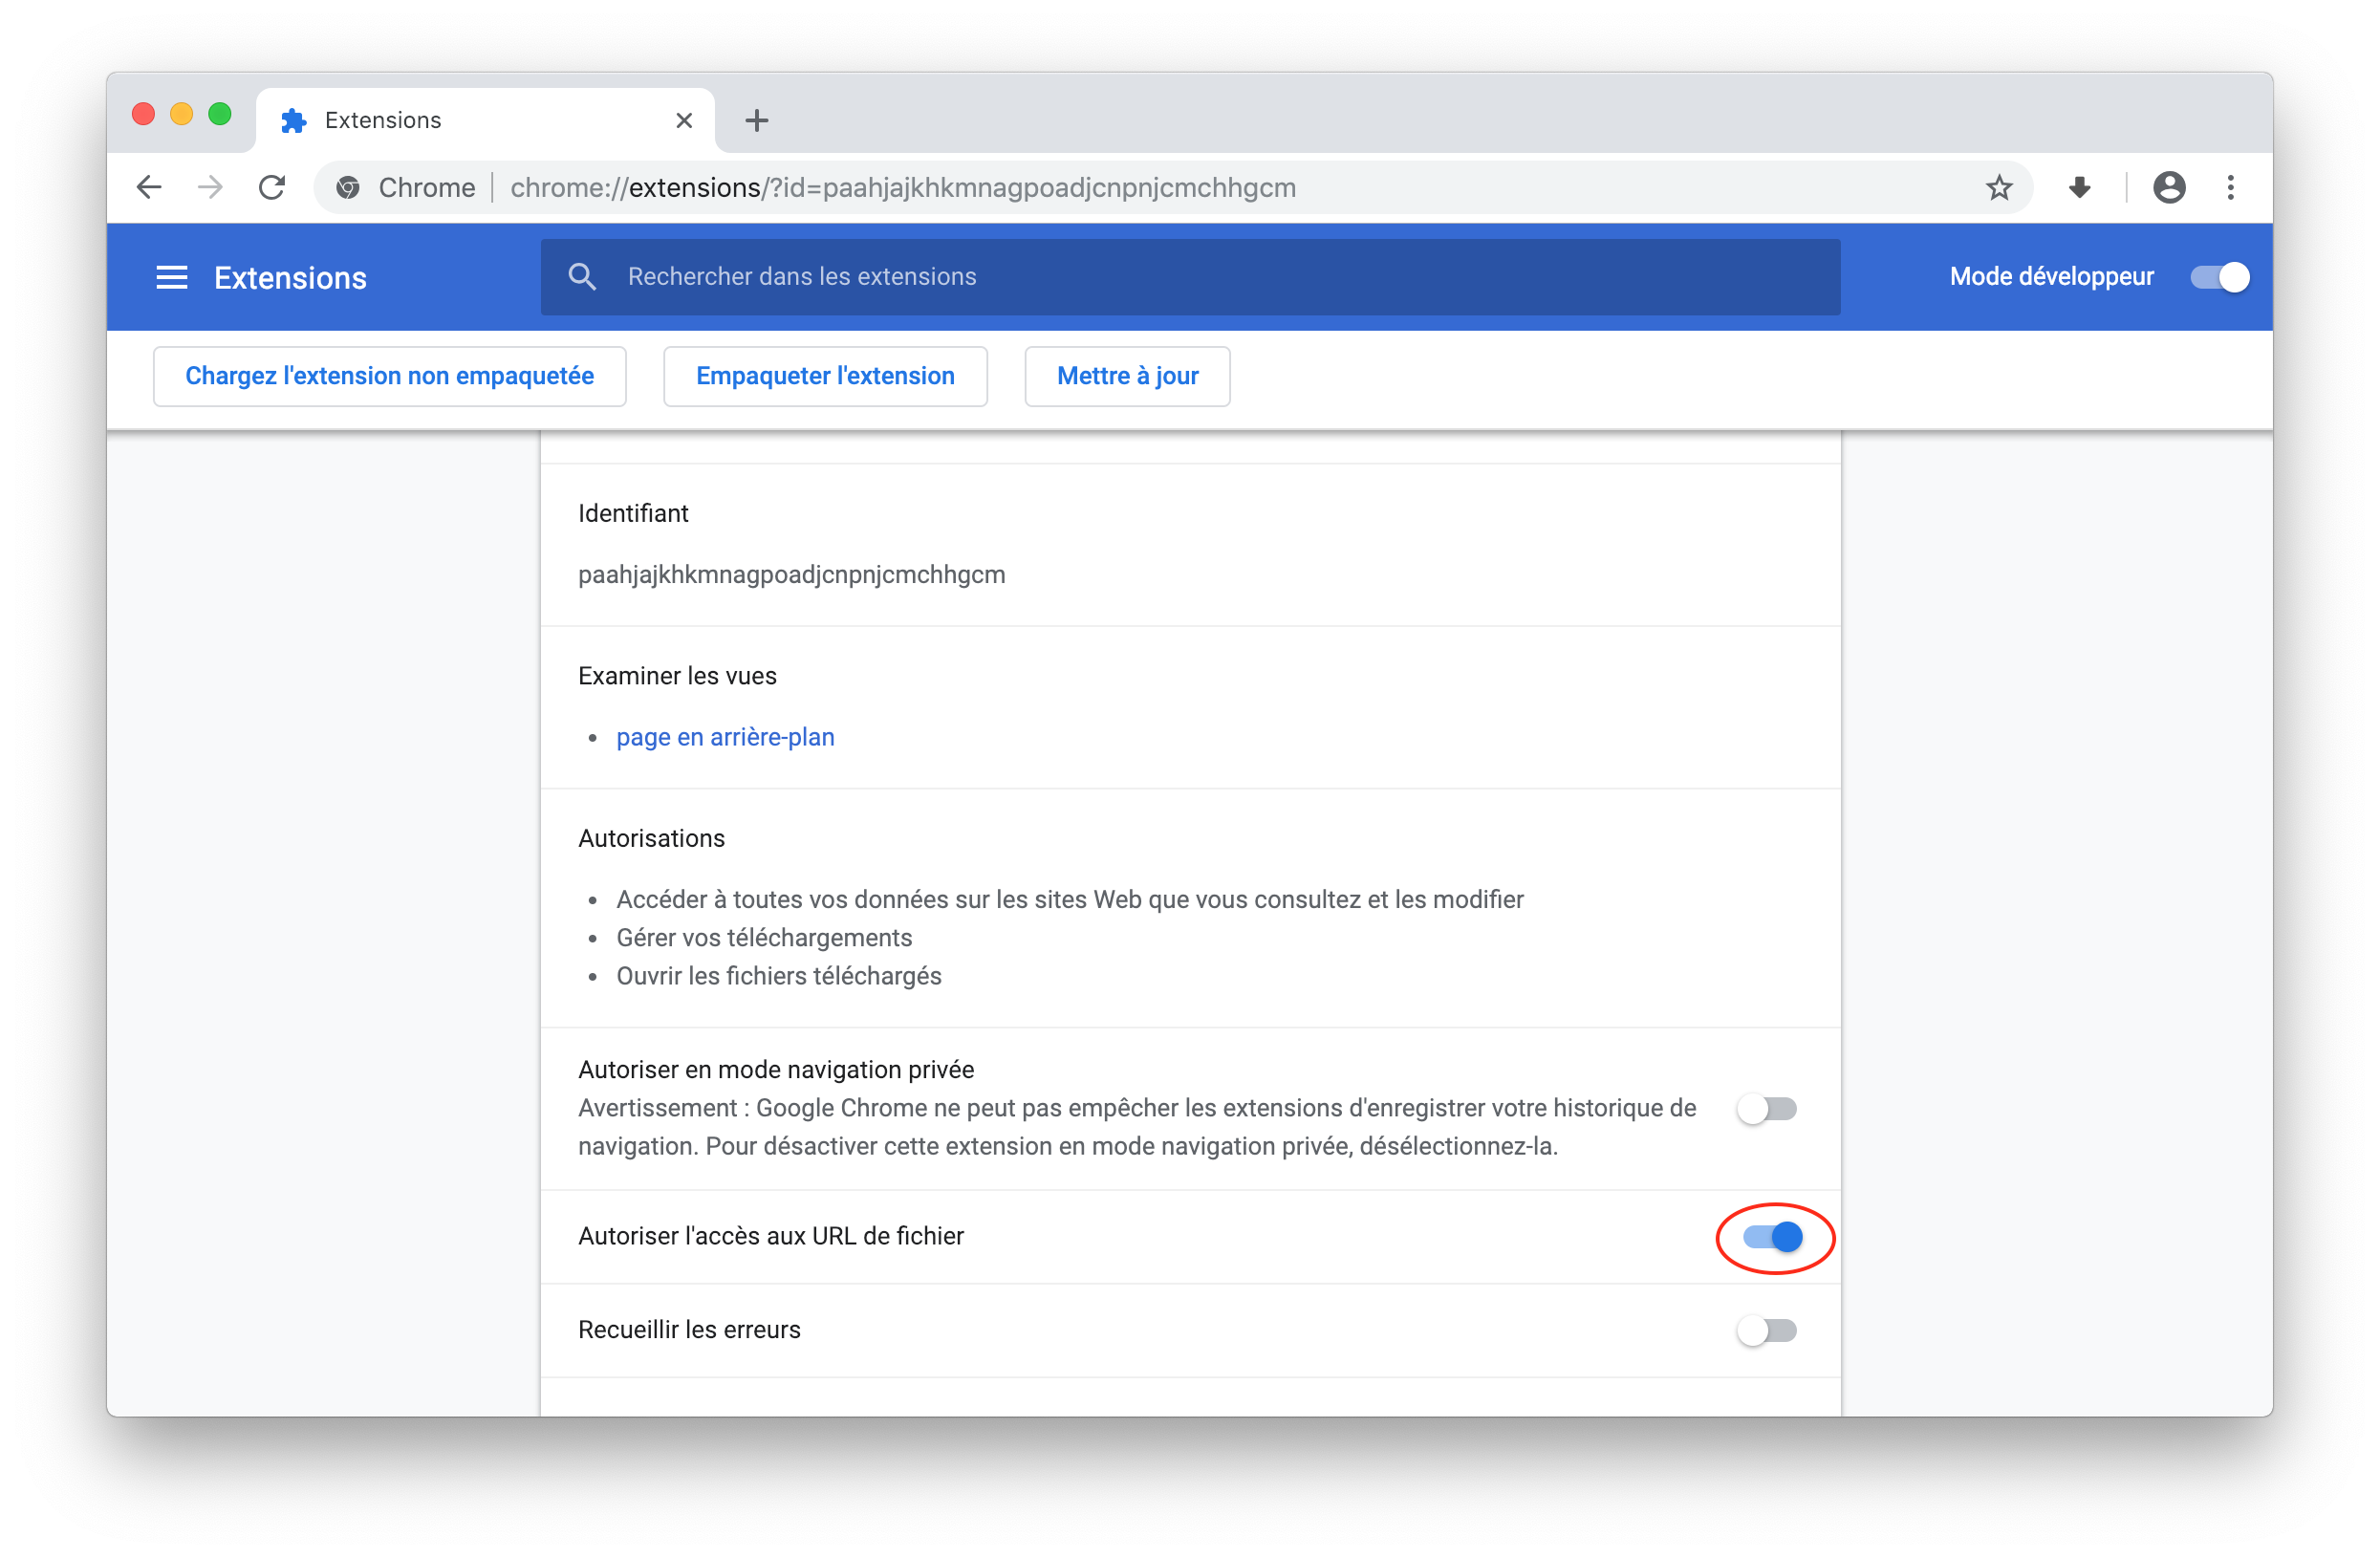 Extensions
Chrome chrome://extensions/?id=paahjajkhkmnagpoadjcnpnjcmchhgcm
Extensions
Rechercher dans les extensions
Mode développeur
Chargez l'extension non empaquetée
Empaqueter l'extension
Mettre à jour
Identifiant
paahjajkhkmnagpoadjcnpnjcmchhgcm
Examiner les vues
• page en arrière-plan
Autorisations
• Accéder à toutes vos données sur les sites Web que vous consultez et les modifier
• Gérer vos téléchargements
• Ouvrir les fichiers téléchargés
Autoriser en mode navigation privée
Avertissement : Google Chrome ne peut pas empêcher les extensions d'enregistrer votre historique de
navigation. Pour désactiver cette extension en mode navigation privée, désélectionnez-la.
Autoriser l'accès aux URL de fichier
Recueillir les erreurs